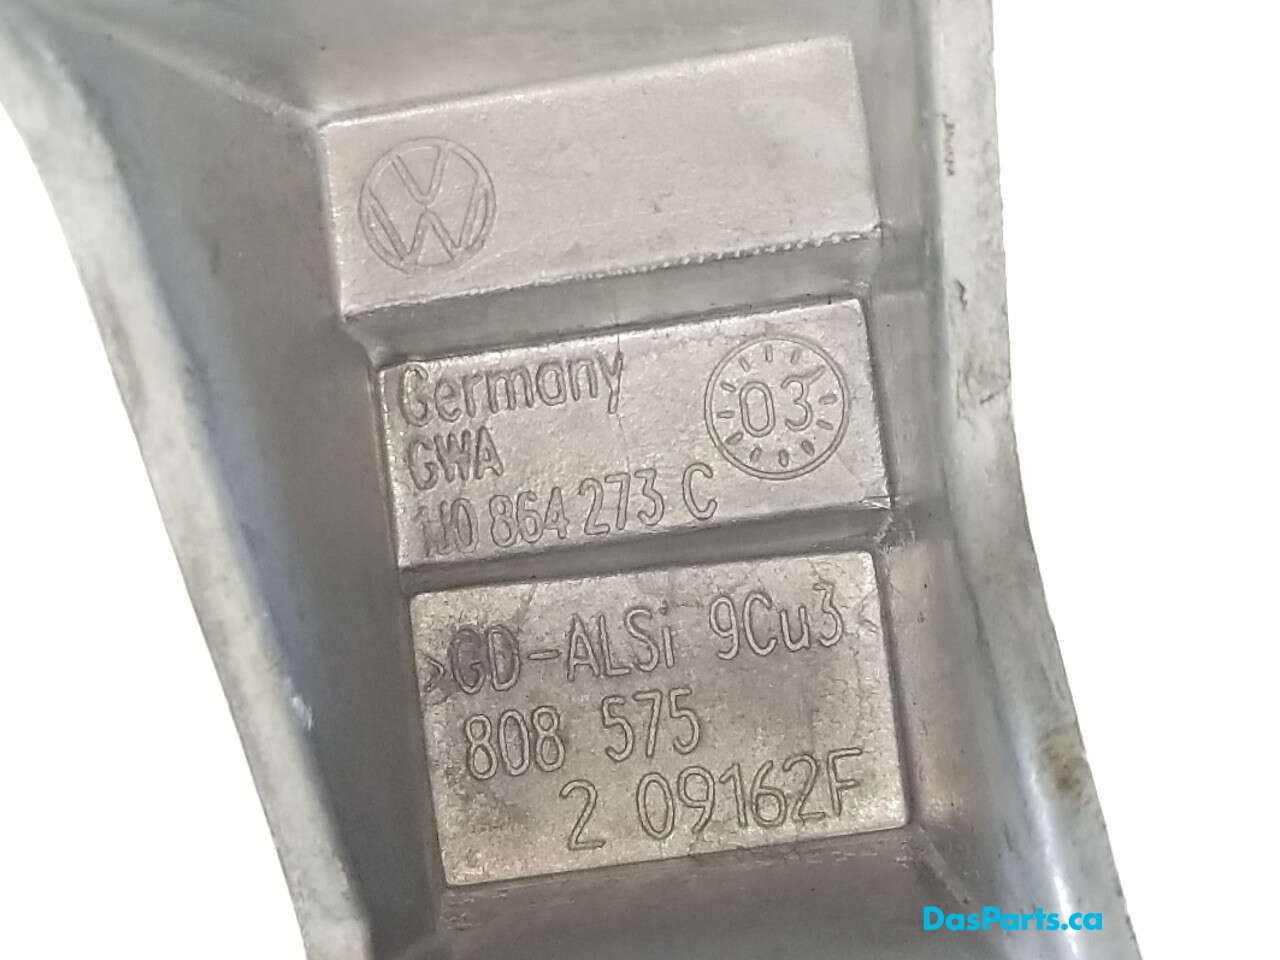 Germany
GWA
03
1J0 864 273 C
>GD-ALSi 9Cu3<
808 575
2 09162F
DasParts.ca